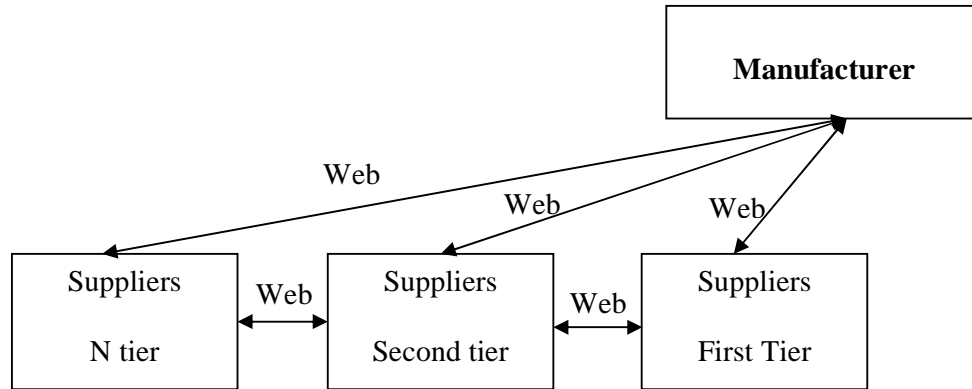 Manufacturer
Web
Web
Web
Suppliers
N tier
Web
Suppliers
Second tier
Web
Suppliers
First Tier